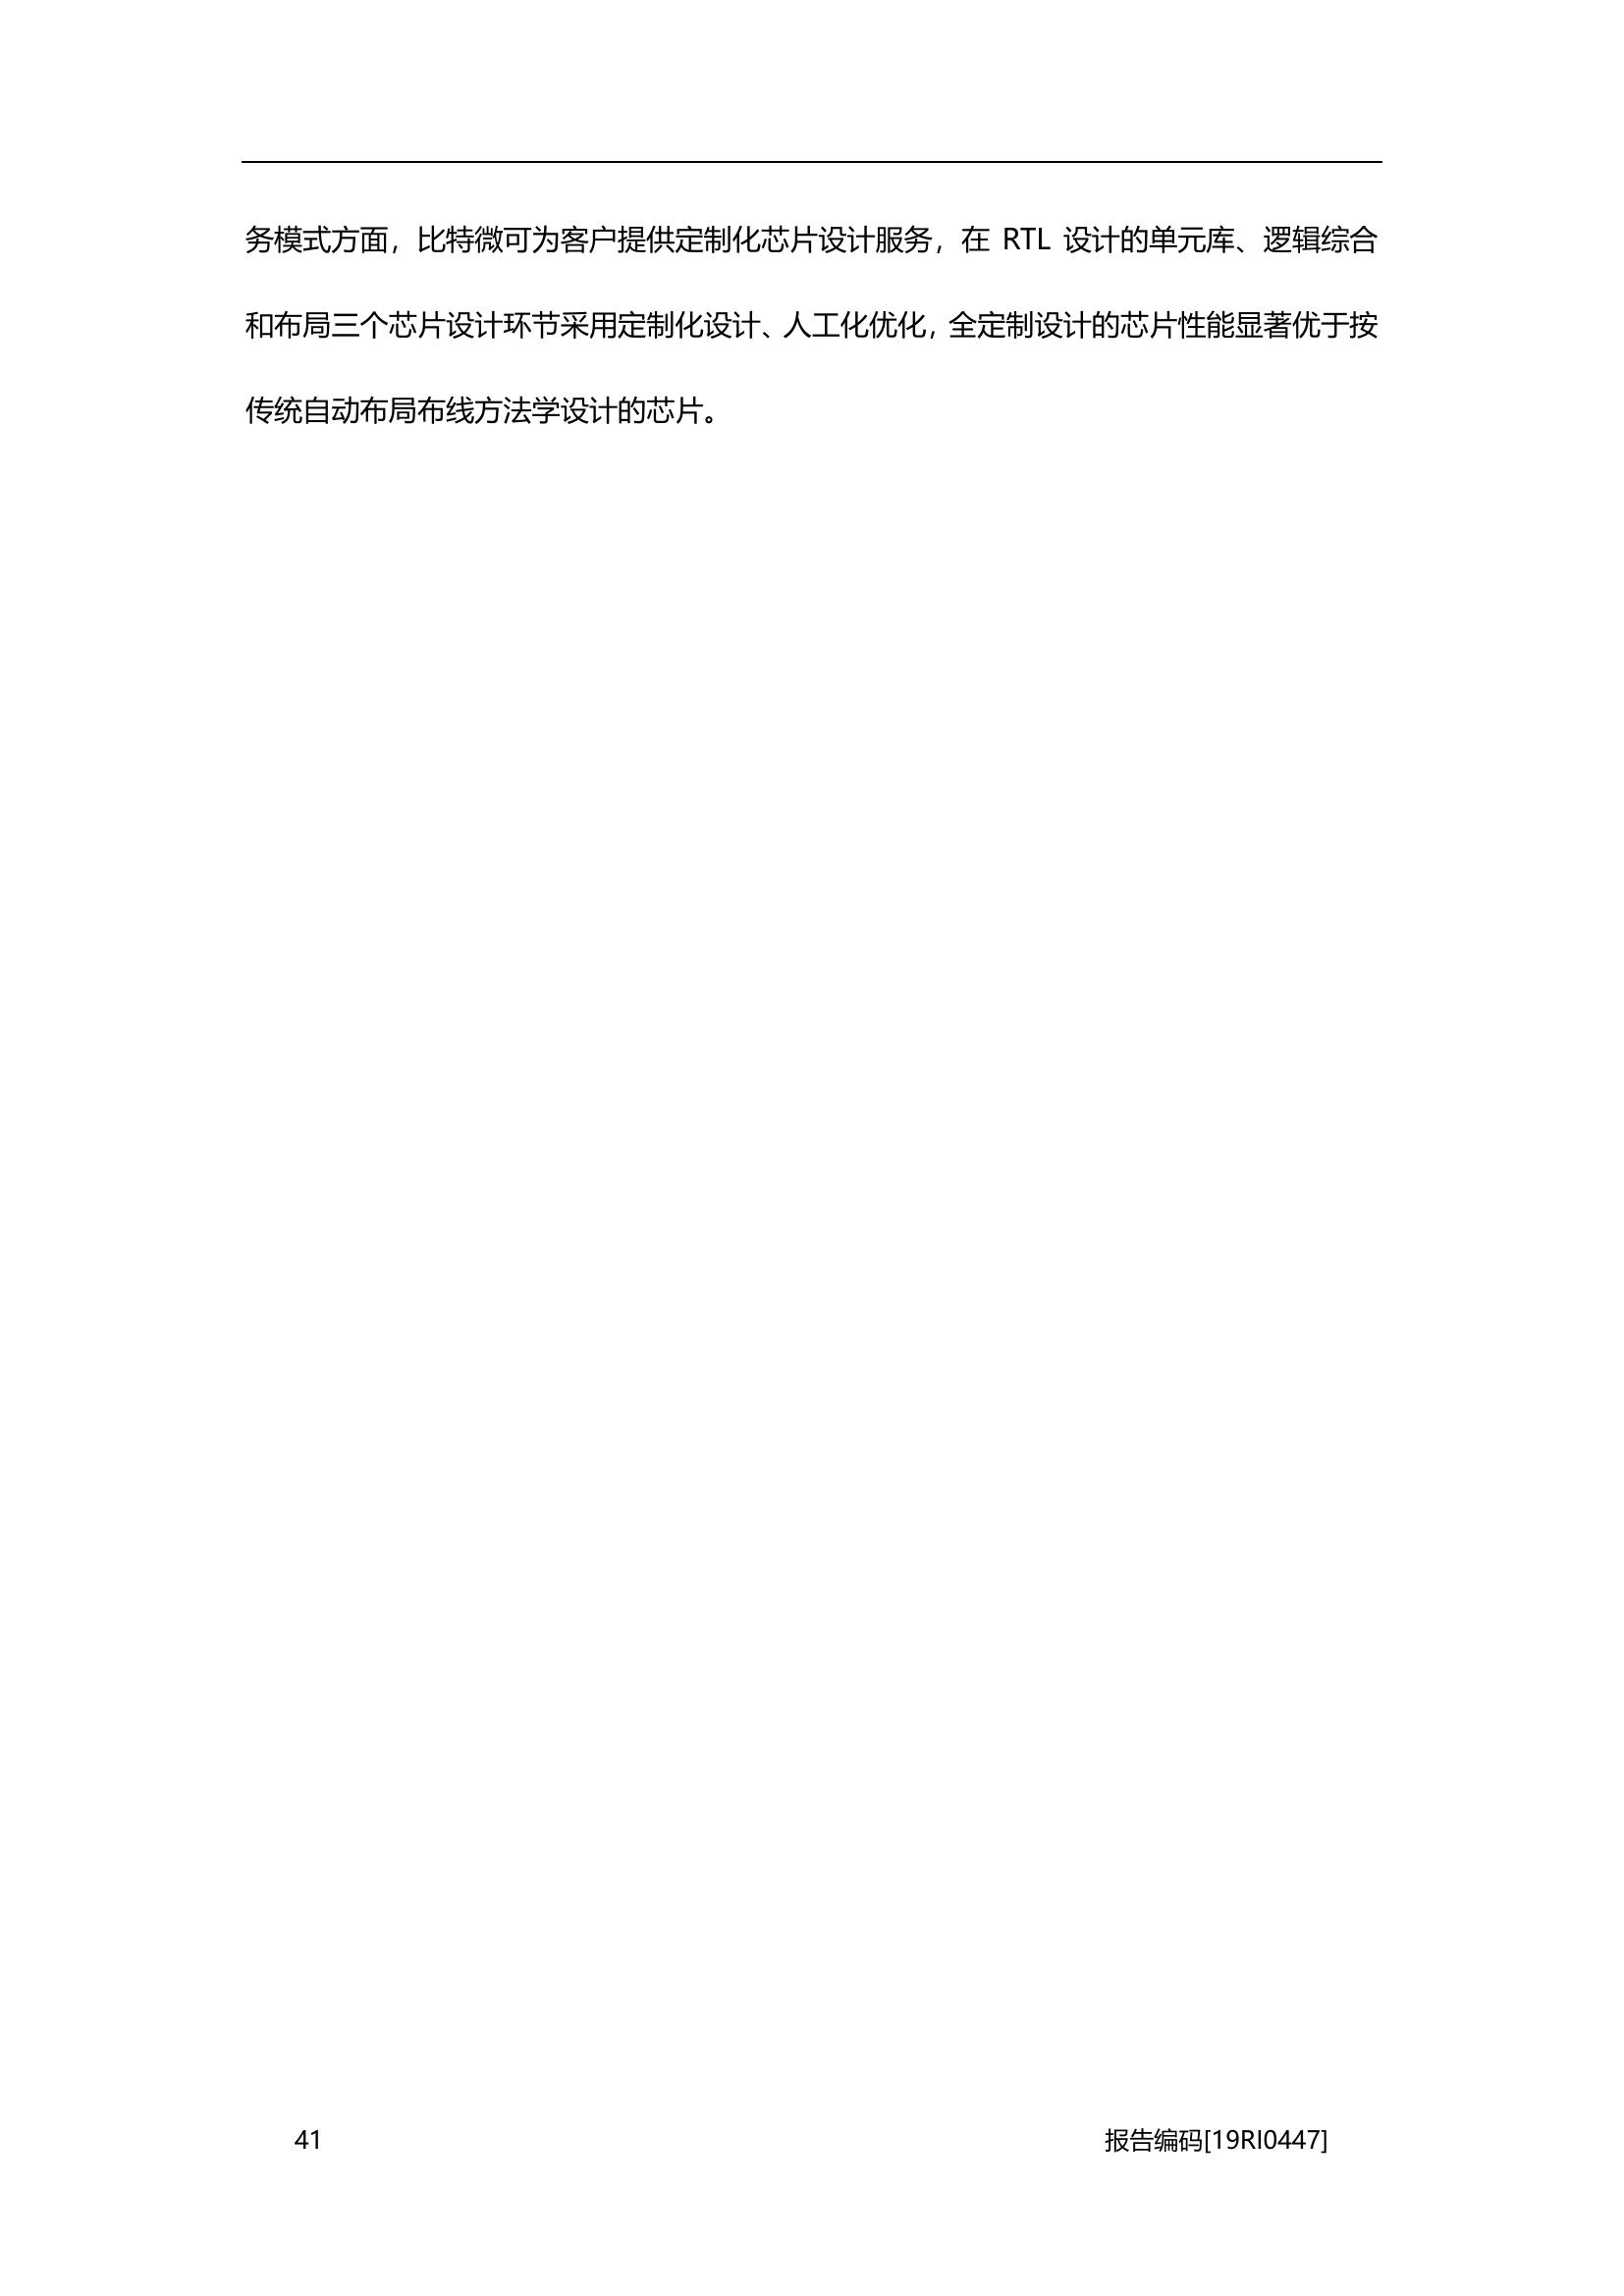 务模式方面，比特微可为客户提供定制化芯片设计服务，在 RTL 设计的单元库、逻辑综合
和布局三个芯片设计环节采用定制化设计、人工化优化，全定制设计的芯片性能显著优于按
传统自动布局布线方法学设计的芯片。
41 报告编码[19RI0447]